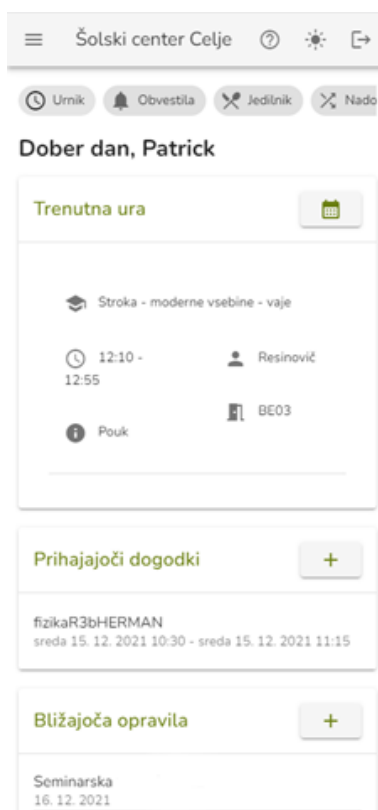 Šolski center Celje
Urnik
Obvestila
Jedilnik
Nado
Dober dan, Patrick
Trenutna ura
Stroka - moderne vsebine - vaje
12:10 -
12:55
Resinovič
BE03
Pouk
Prihajajoči dogodki
fizikaR3bHERMAN
sreda 15. 12. 2021 10:30 - sreda 15. 12. 2021 11:15
Bližajoča opravila
Seminarska
16. 12. 2021